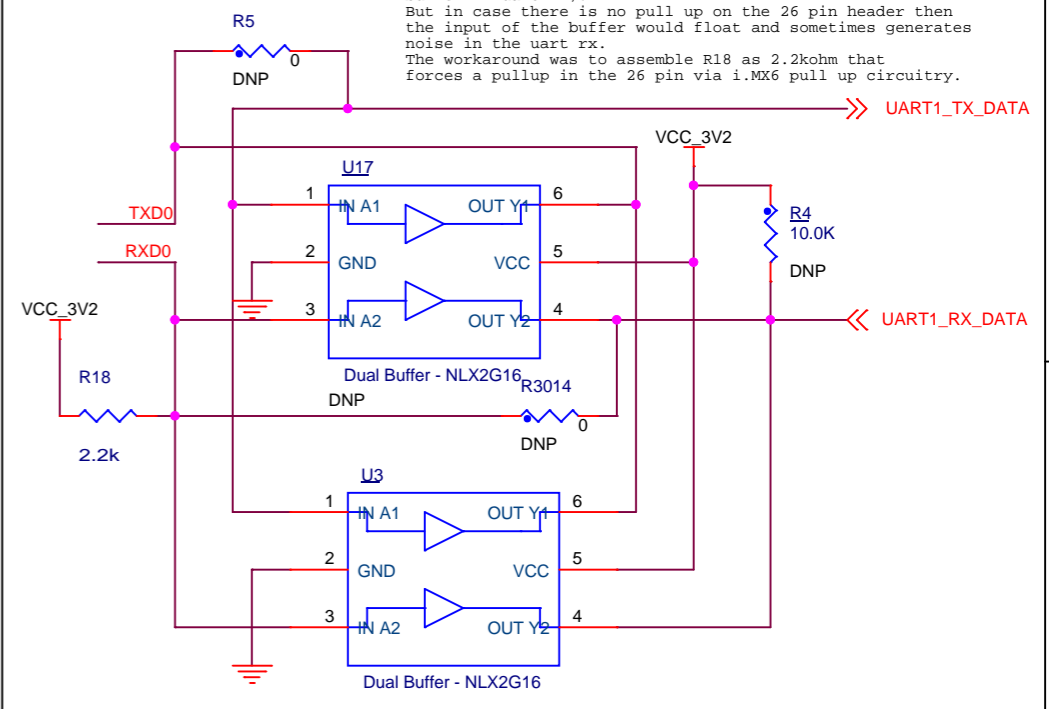 But in case there is no pull up on the 26 pin header then
the input of the buffer would float and sometimes generates
noise in the uart rx.
The workaround was to assemble R18 as 2.2kohm that
forces a pullup in the 26 pin via i.MX6 pull up circuitry.
R5
0
DNP
UART1_TX_DATA
VCC_3V2
U17
1
IN A1
OUT Y1
6
TXD0
R4
10.0K
DNP
RXD0
2
GND
VCC
5
VCC_3V2
3
IN A2
OUT Y2
4
UART1_RX_DATA
Dual Buffer - NLX2G16
DNP
R18
2.2k
R3014
0
DNP
U3
1
IN A1
OUT Y1
6
2
GND
VCC
5
3
IN A2
OUT Y2
4
Dual Buffer - NLX2G16